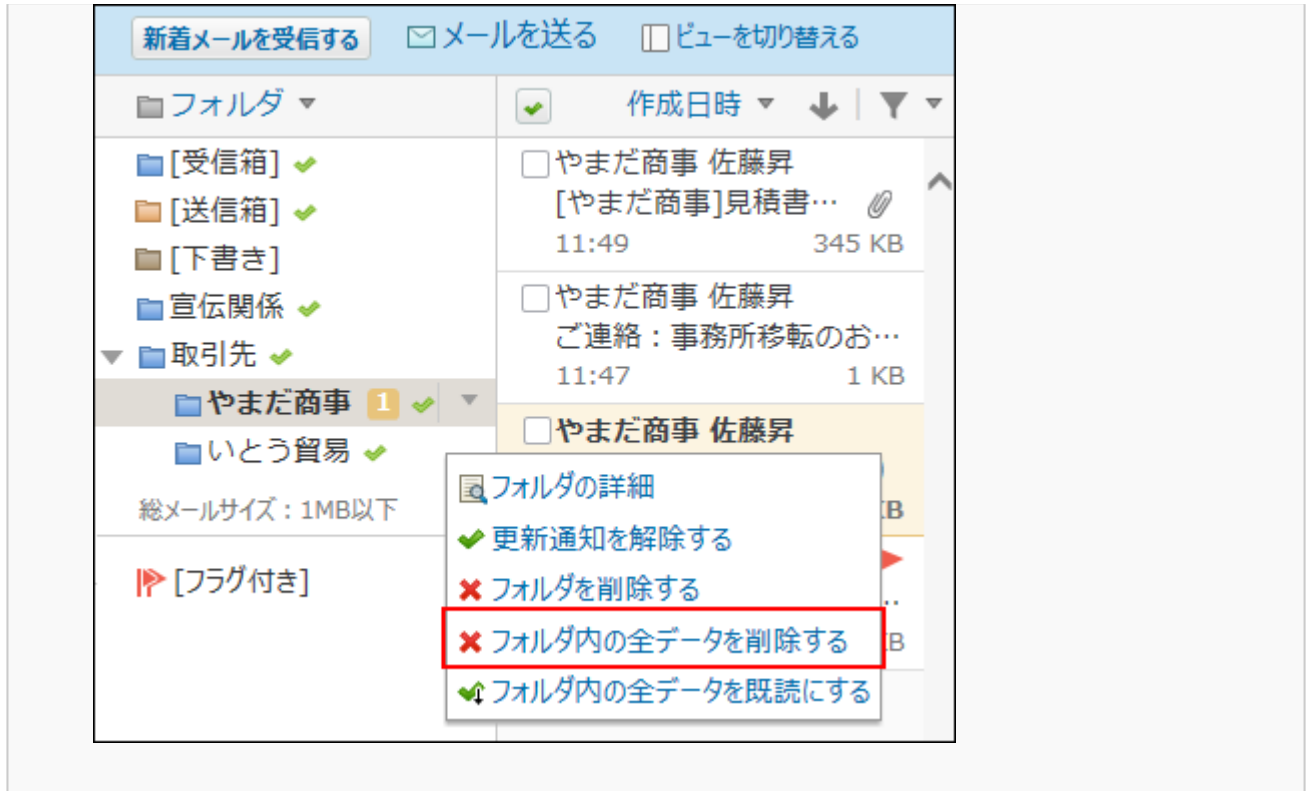 新着メールを受信する メールを送る ビューを切り替える
フォルダ
作成日時
[受信箱]
[送信箱]
[下書き]
宣伝関係
取引先
やまだ商事 1
いとう貿易
総メールサイズ：1MB以下
[フラグ付き]
やまだ商事 佐藤昇
[やまだ商事]見積書…
11:49 345 KB
やまだ商事 佐藤昇
ご連絡：事務所移転のお…
11:47 1 KB
やまだ商事 佐藤昇
フォルダの詳細
更新通知を解除する
フォルダを削除する
フォルダ内の全データを削除する
フォルダ内の全データを既読にする